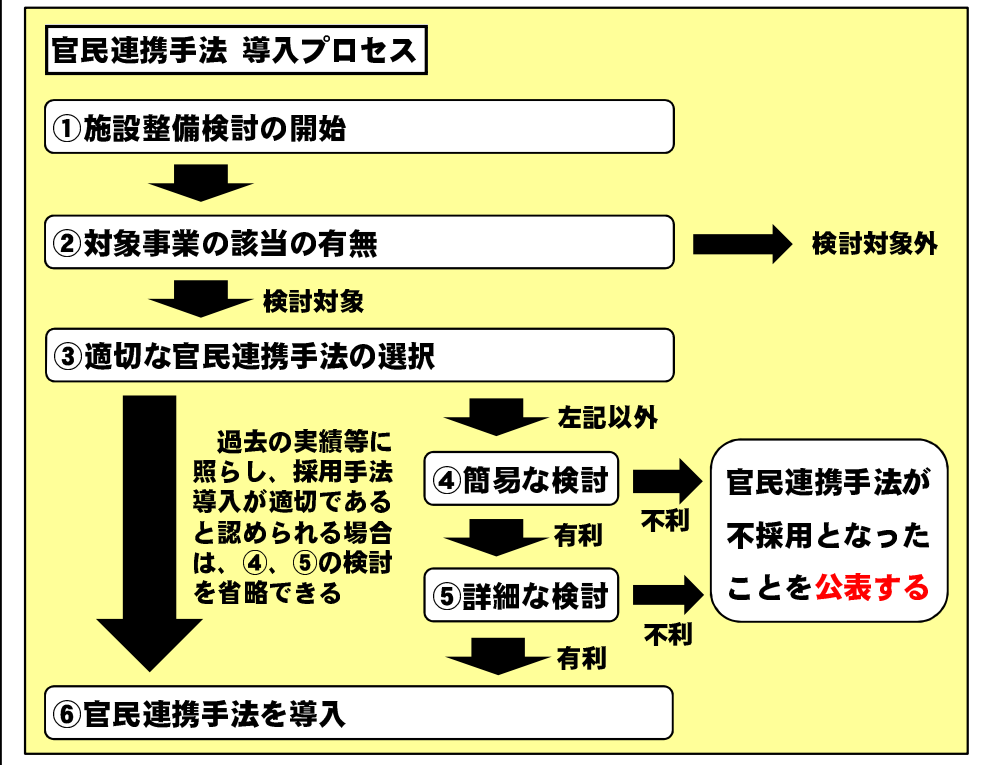 官民連携手法 導入プロセス
①施設整備検討の開始
②対象事業の該当の有無
検討対象外
検討対象
③適切な官民連携手法の選択
左記以外
過去の実績等に
照らし、採用手法
導入が適切である
と認められる場合
は、④、⑤の検討
を省略できる
④簡易な検討
不利
有利
⑤詳細な検討
不利
有利
官民連携手法が
不採用となった
ことを公表する
⑥官民連携手法を導入